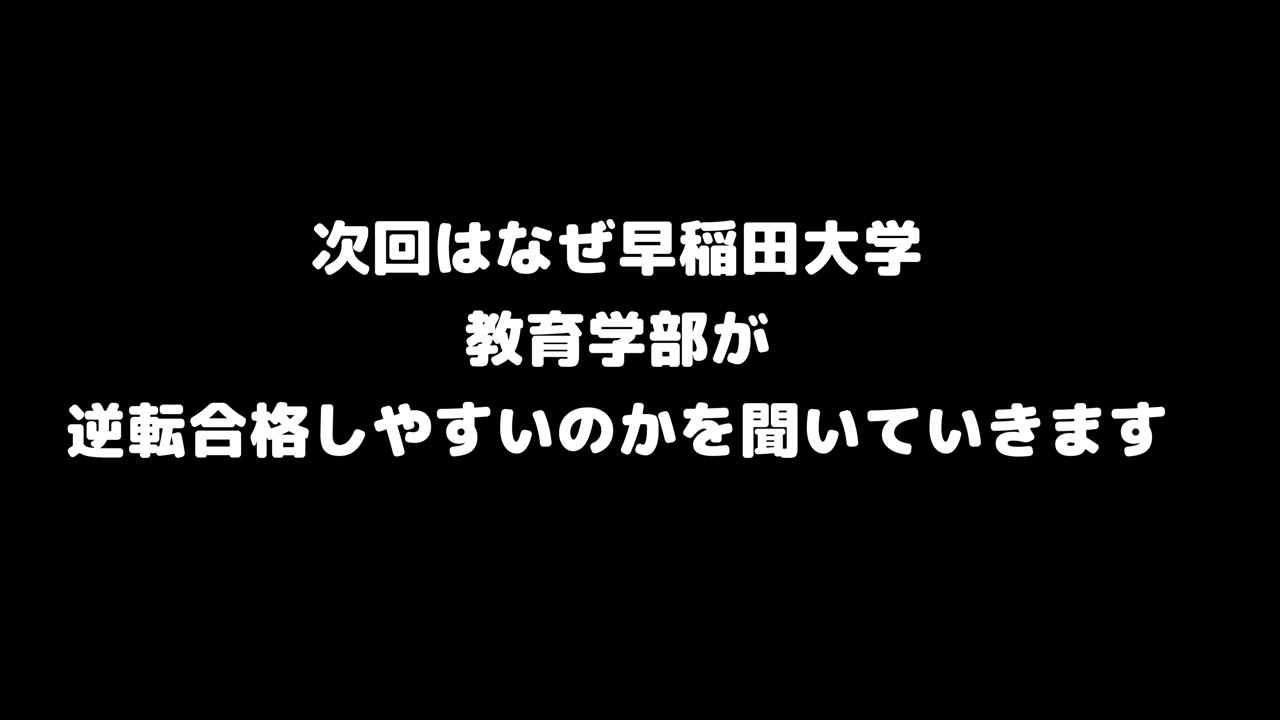 次回はなぜ早稲田大学
教育学部が
逆転合格しやすいのかを聞いていきます